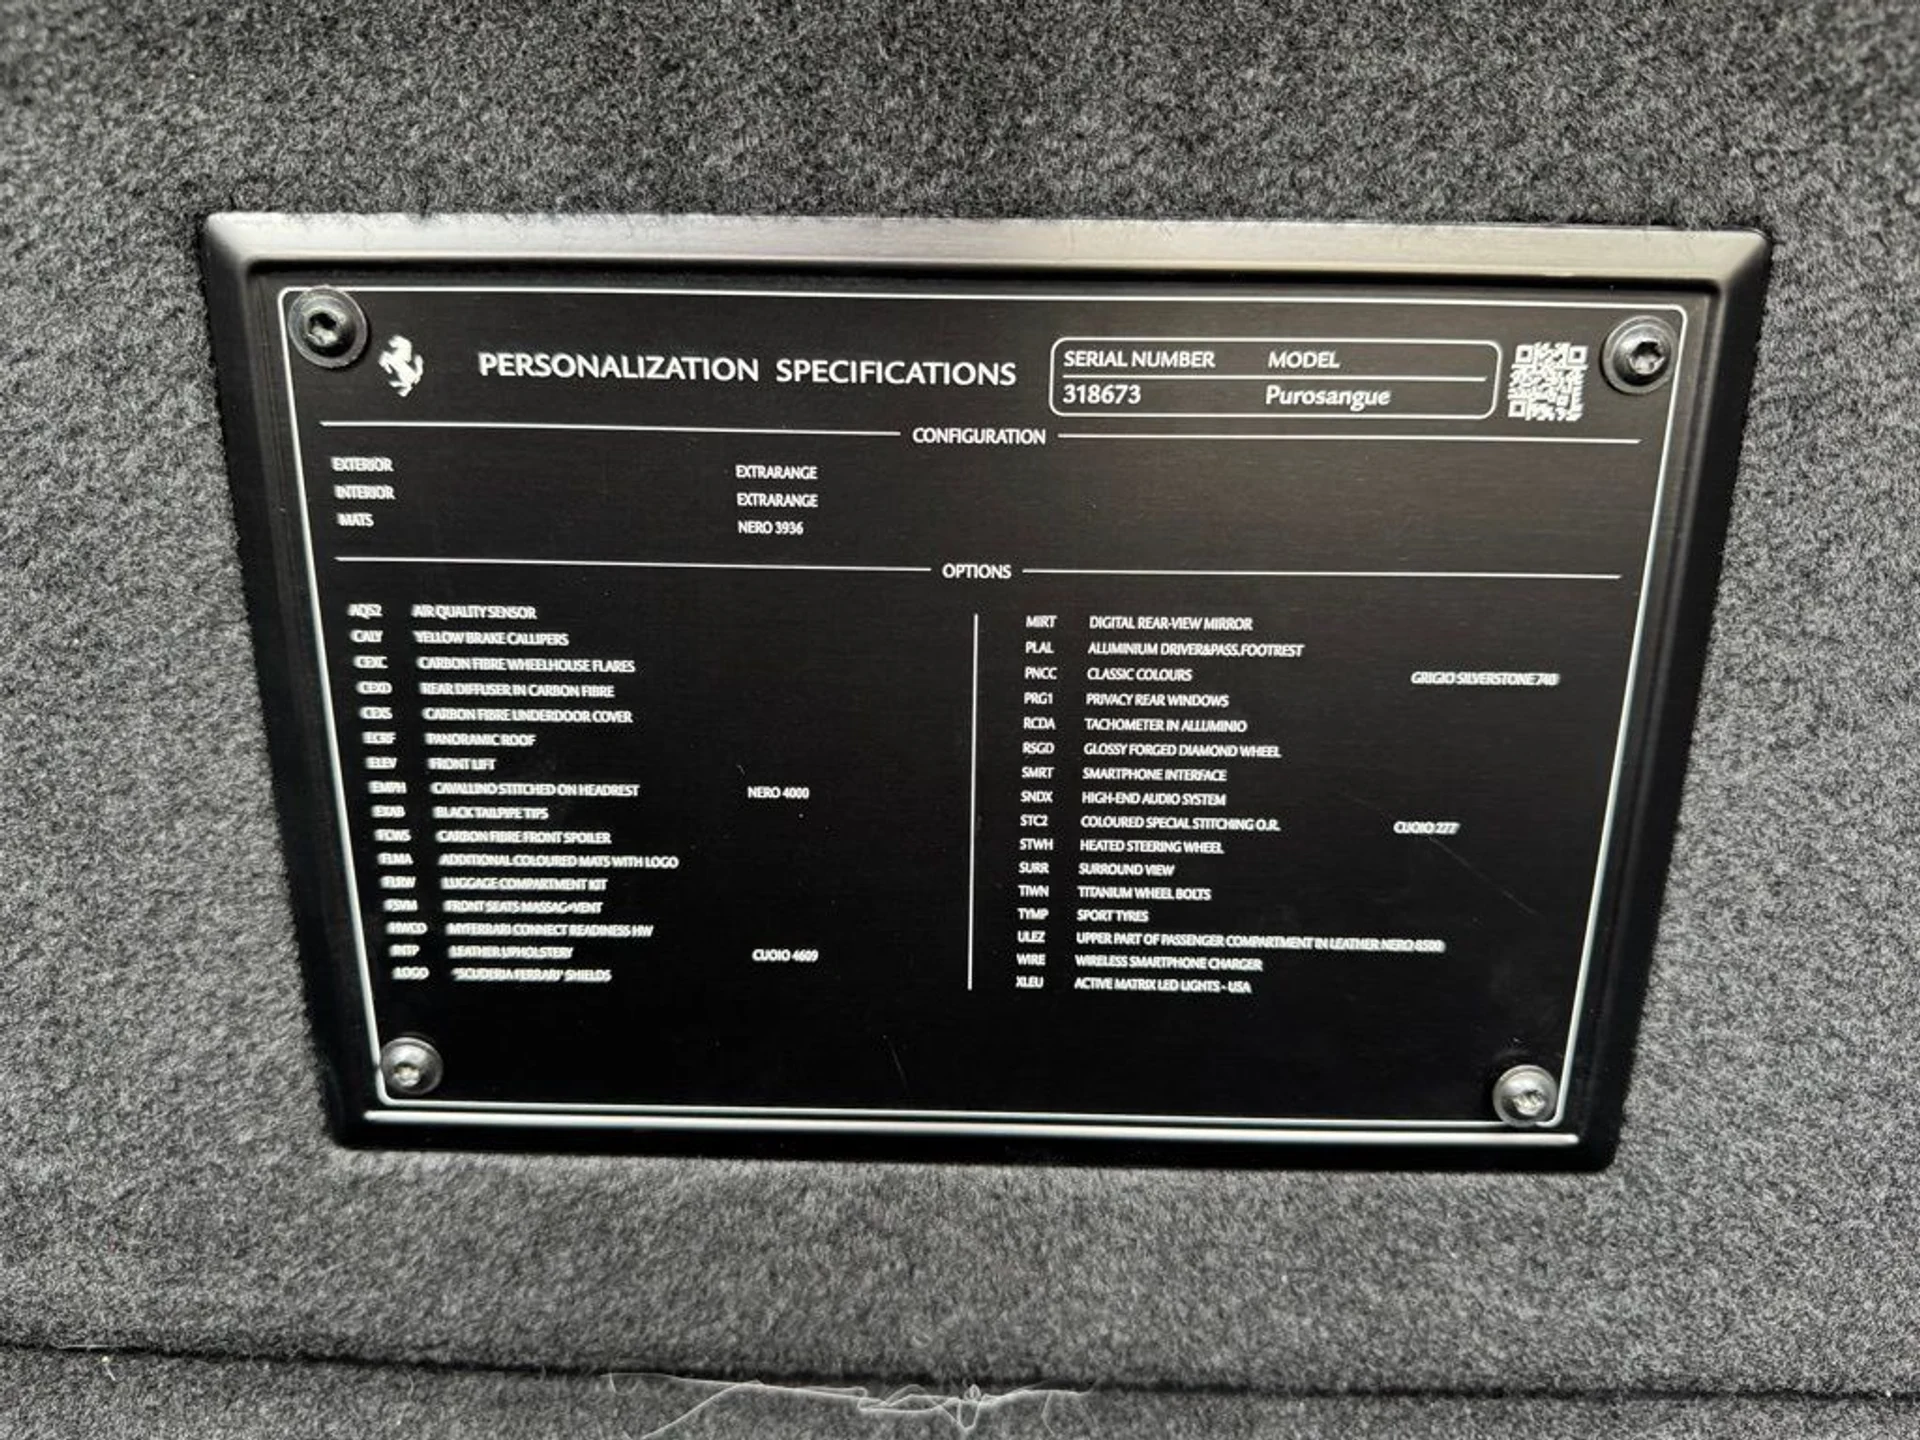 PERSONALIZATION SPECIFICATIONS
SERIAL NUMBER MODEL
318673 Purosangue
CONFIGURATION
EXTERIOR EXTRARANGE
INTERIOR EXTRARANGE
MATS NERO 3936
OPTIONS
AQS2 AIR QUALITY SENSOR
CALY YELLOW BRAKE CALLIPERS
CEXC CARBON FIBRE WHEELHOUSE FLARES
CEXD REAR DIFFUSER IN CARBON FIBRE
CEXS CARBON FIBRE UNDERDOOR COVER
ECRF PANORAMIC ROOF
ELEV FRONT LIFT
EMPH CAVALLINO STITCHED ON HEADREST NERO 4000
EXAB BLACK TAILPIPE TIPS
FCWS CARBON FIBRE FRONT SPOILER
FLMA ADDITIONAL COLOURED MATS WITH LOGO
FLRW LUGGAGE COMPARTMENT KIT
FSVM FRONT SEATS MASSAG+VENT
HWCO MYFERRARI CONNECT READINESS HW
INTP LEATHER UPHOLSTERY CUOIO 4609
LOGO "SCUDERIA FERRARI" SHIELDS
MIRT DIGITAL REAR-VIEW MIRROR
PLAL ALUMINIUM DRIVER&PASS.FOOTREST
PNCC CLASSIC COLOURS GRIGIO SILVERSTONE 740
PRG1 PRIVACY REAR WINDOWS
RCDA TACHOMETER IN ALLUMINIO
RSGD GLOSSY FORGED DIAMOND WHEEL
SMRT SMARTPHONE INTERFACE
SNDX HIGH-END AUDIO SYSTEM
STC2 COLOURED SPECIAL STITCHING O.R. CUOIO 277
STWH HEATED STEERING WHEEL
SURR SURROUND VIEW
TIWN TITANIUM WHEEL BOLTS
TYMP SPORT TYRES
ULEZ UPPER PART OF PASSENGER COMPARTMENT IN LEATHER NERO 8500
WIRE WIRELESS SMARTPHONE CHARGER
XLEU ACTIVE MATRIX LED LIGHTS - USA